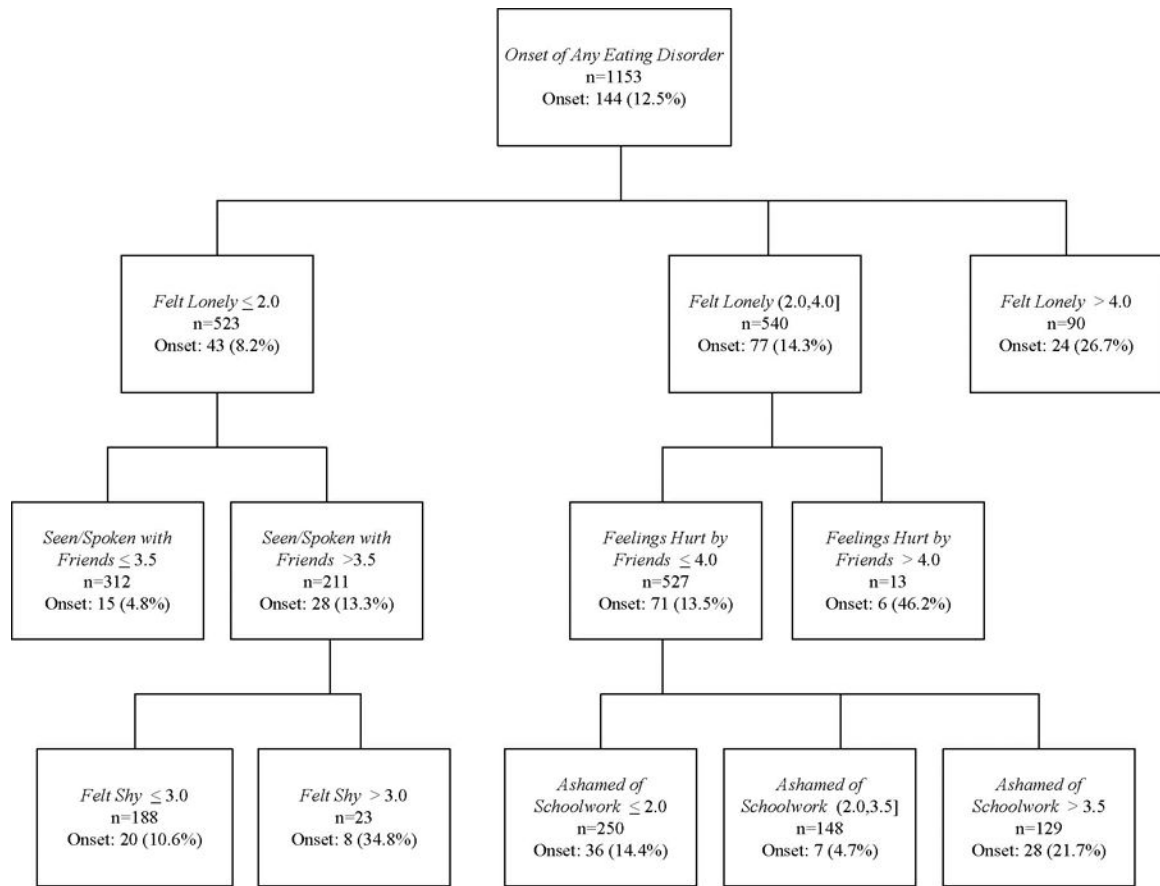 Onset of Any Eating Disorder
n=1153
Onset: 144 (12.5%)
Felt Lonely ≤ 2.0
n=523
Onset: 43 (8.2%)
Felt Lonely (2.0,4.0]
n=540
Onset: 77 (14.3%)
Felt Lonely > 4.0
n=90
Onset: 24 (26.7%)
Seen/Spoken with
Friends ≤ 3.5
n=312
Onset: 15 (4.8%)
Seen/Spoken with
Friends >3.5
n=211
Onset: 28 (13.3%)
Feelings Hurt by
Friends ≤ 4.0
n=527
Onset: 71 (13.5%)
Feelings Hurt by
Friends > 4.0
n=13
Onset: 6 (46.2%)
Felt Shy ≤ 3.0
n=188
Onset: 20 (10.6%)
Felt Shy > 3.0
n=23
Onset: 8 (34.8%)
Ashamed of
Schoolwork ≤ 2.0
n=250
Onset: 36 (14.4%)
Ashamed of
Schoolwork (2.0,3.5]
n=148
Onset: 7 (4.7%)
Ashamed of
Schoolwork > 3.5
n=129
Onset: 28 (21.7%)